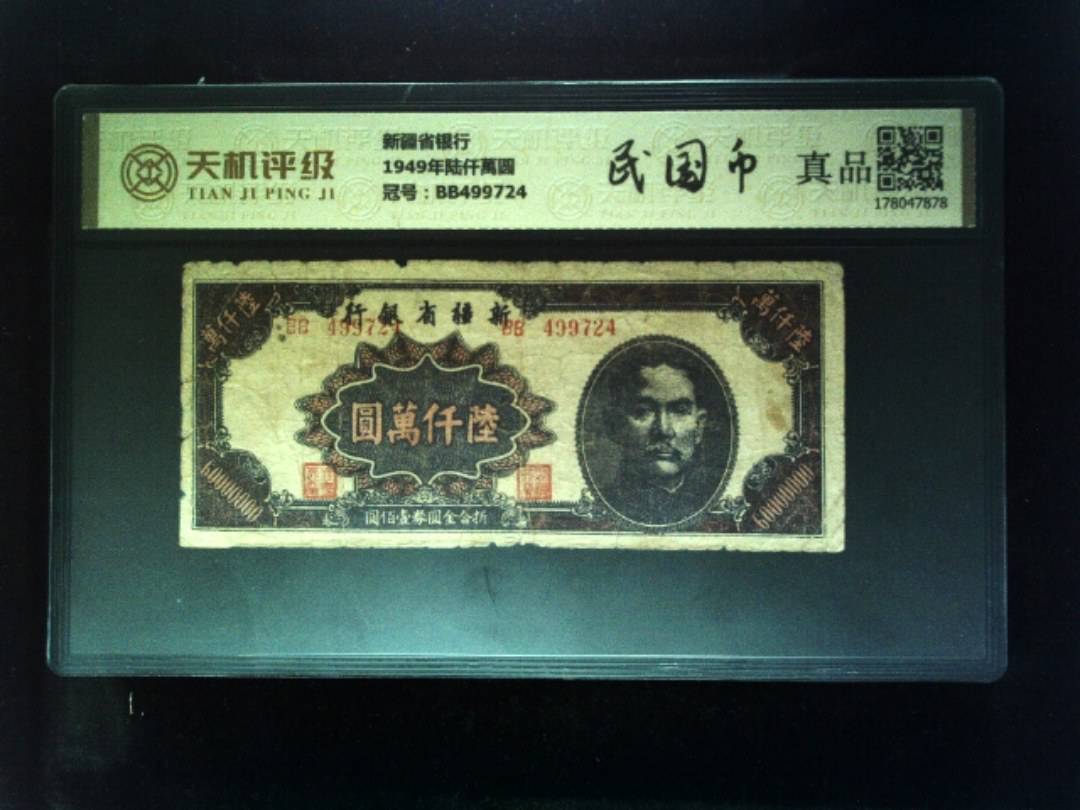 天机评级
TIAN JI PING JI
新疆省银行
1949年陆仟萬圓
冠号：BB499724
民国币
真品
178047878
行銀省疆新
BB 499724
BB 499724
萬仟陸
萬仟陸
圓萬仟陸
60000000
60000000
圓佰壹券圓金合折